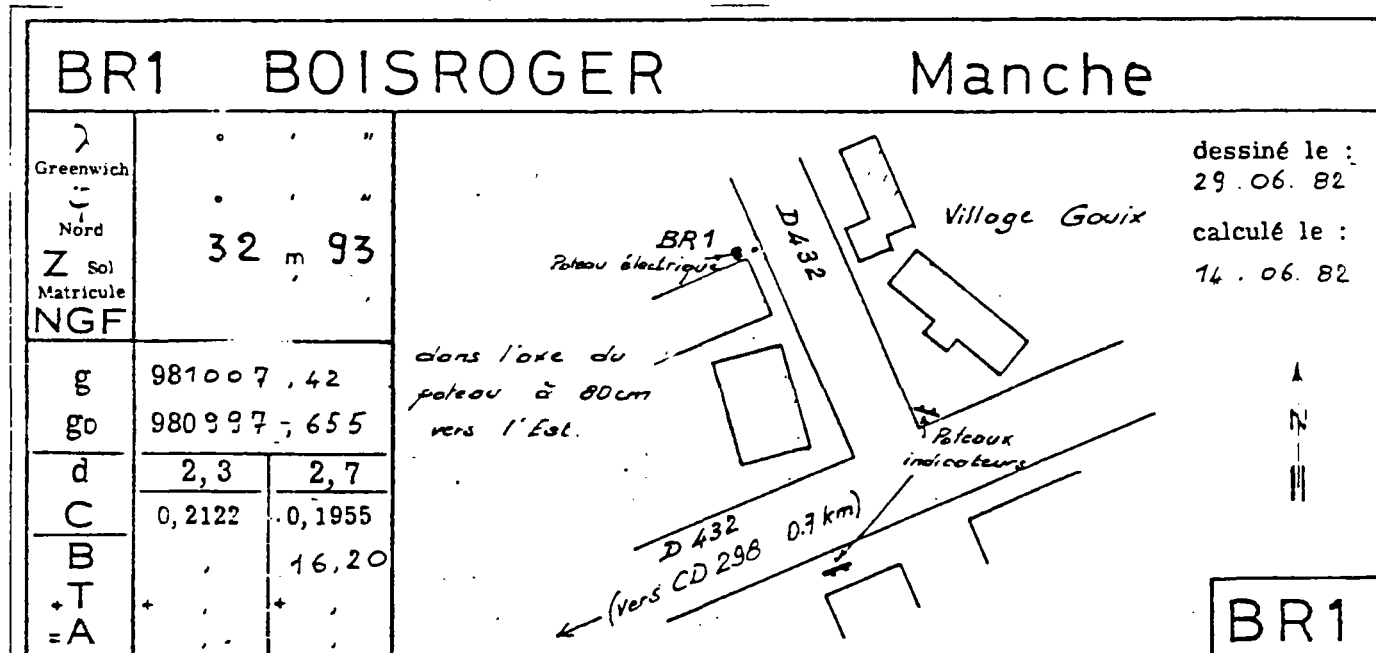 BR1 BOISROGER Manche
λ ° ' "
Greenwich
° ' "
Nord
Z Sol 32 m 93
Matricule
NGF
g 981007,42
go 980997,655
d 2,3 2,7
C 0,2122 0,1955
B , 16,20
+T + , + ,
=A , ,
BR1
Poteau électrique
dans l'axe du
poteau à 80cm
vers l'Est.
D432
Village Gouix
Poteaux
indicateurs
D 432
(vers CD 298 0.7 km)
dessiné le :
29.06.82
calculé le :
14.06.82
N
BR1